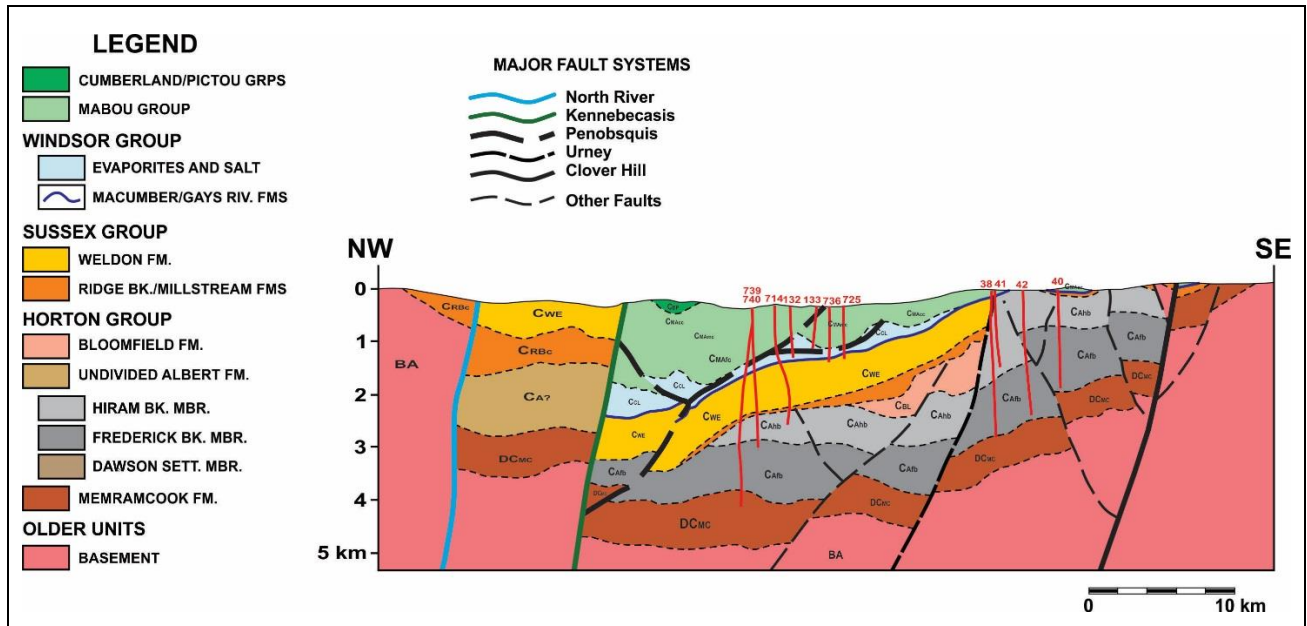 LEGEND
CUMBERLAND/PICTOU GRPS
MABOU GROUP
WINDSOR GROUP
EVAPORITES AND SALT
MACUMBER/GAYS RIV. FMS
SUSSEX GROUP
WELDON FM.
RIDGE BK./MILLSTREAM FMS
HORTON GROUP
BLOOMFIELD FM.
UNDIVIDED ALBERT FM.
HIRAM BK. MBR.
FREDERICK BK. MBR.
DAWSON SETT. MBR.
MEMRAMCOOK FM.
OLDER UNITS
BASEMENT
MAJOR FAULT SYSTEMS
North River
Kennebecasis
Penobsquis
Urney
Clover Hill
Other Faults
NW
SE
0
1
2
3
4
5 km
739
740
714
132
133
736
725
38
41
42
40
BA
CRBc
CWE
CRBc
CA?
DCMC
CMAcc
CMAmc
CMAfo
CCL
CCL
CWE
CWE
CAfb
CCL
CWE
CBL
CAhb
CAhb
CAfb
CAfb
DCMC
DCMC
BA
CAhb
CAfb
CAfb
DCMC
DCMC
0
10 km